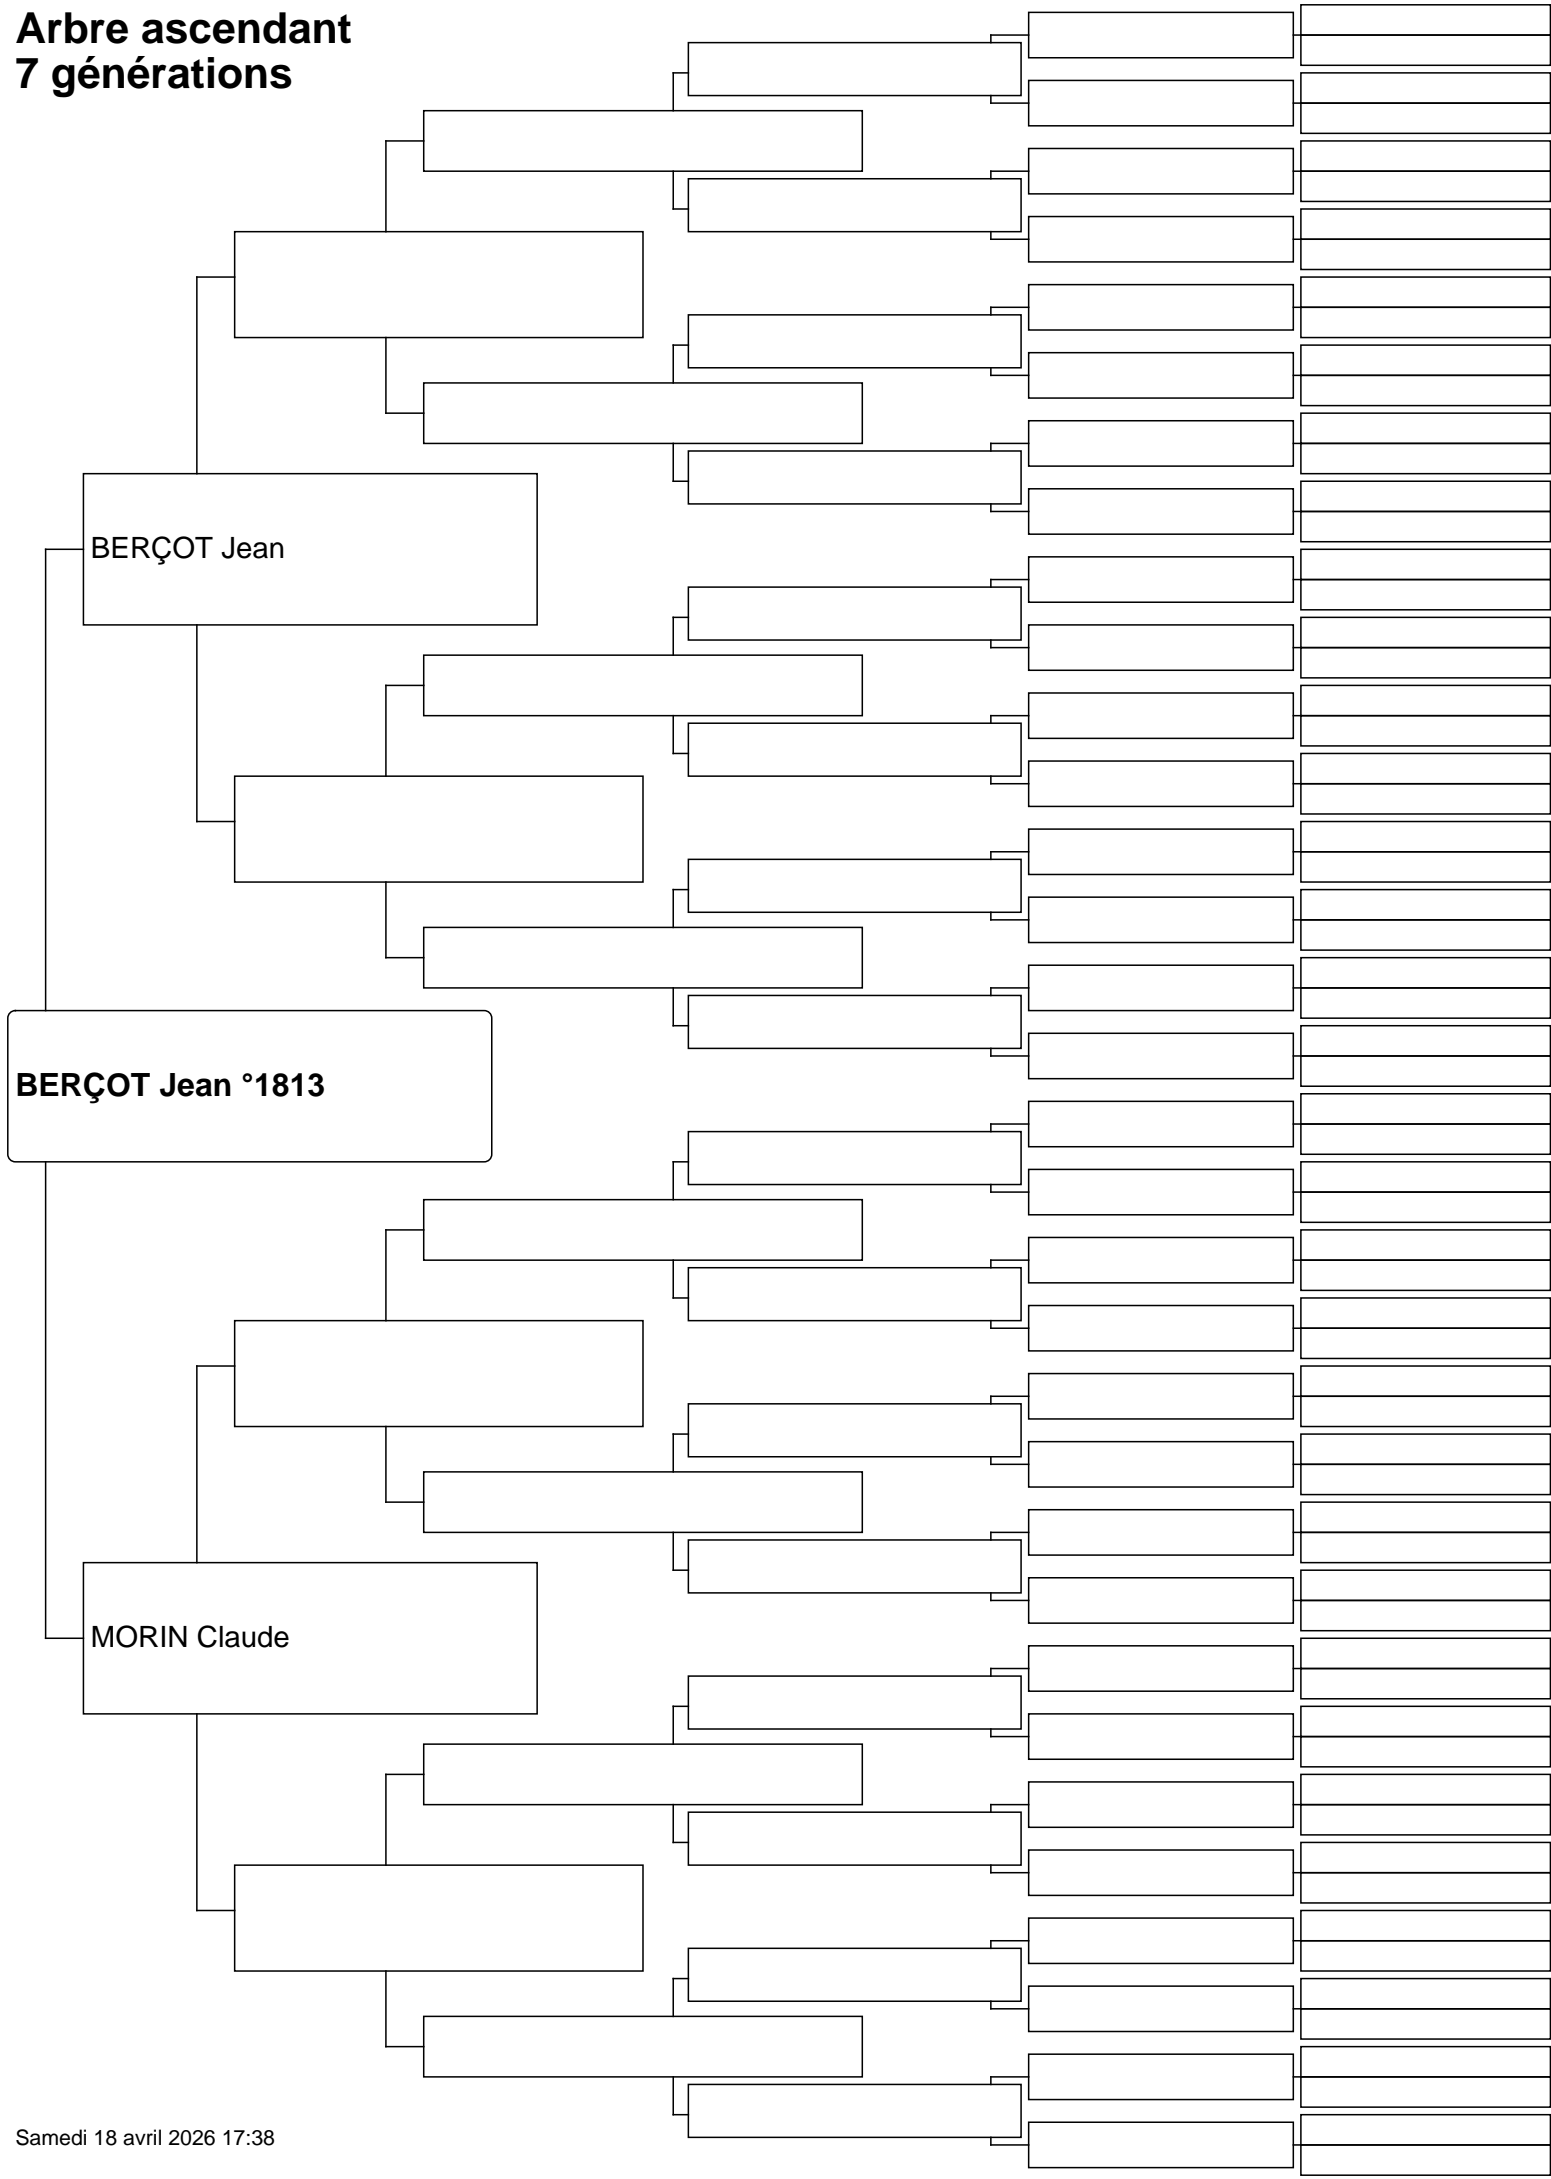 Arbre ascendant
7 générations
BERÇOT Jean
BERÇOT Jean °1813
MORIN Claude
Samedi 18 avril 2026 17:38